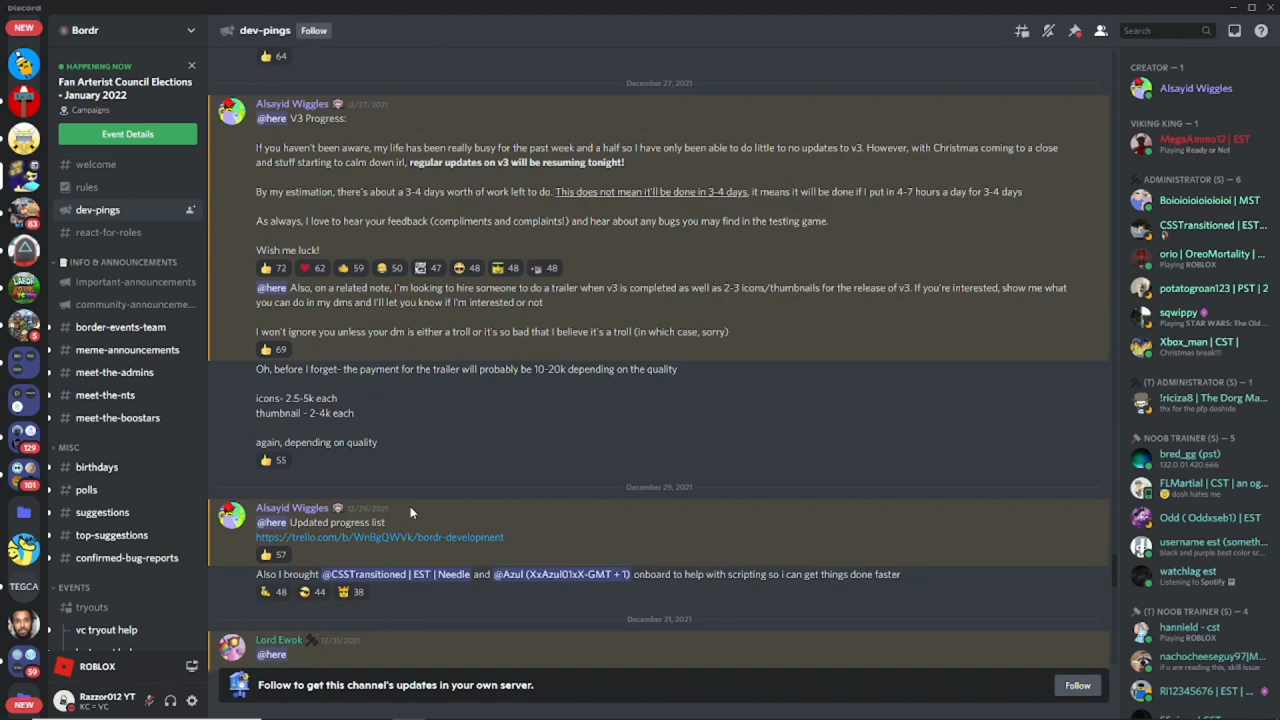 Discord
NEW
Bordr
dev-pings
Follow
Search
HAPPENING NOW
Fan Arterist Council Elections
- January 2022
Campaigns
Event Details
welcome
rules
dev-pings
react-for-roles
INFO & ANNOUNCEMENTS
important-announcements
community-announceme...
border-events-team
meme-announcements
meet-the-admins
meet-the-nts
meet-the-boostars
MISC
birthdays
polls
suggestions
top-suggestions
confirmed-bug-reports
EVENTS
tryouts
vc tryout help
ROBLOX
Razzor012 YT
KC = VC
83
5
129
101
TEGCA
59
NEW
64
December 27, 2021
Alsayid Wiggles 12/27/2021
@here V3 Progress:
If you haven't been aware, my life has been really busy for the past week and a half so I have only been able to do little to no updates to v3. However, with Christmas coming to a close
and stuff starting to calm down irl, regular updates on v3 will be resuming tonight!
By my estimation, there's about a 3-4 days worth of work left to do. This does not mean it'll be done in 3-4 days, it means it will be done if I put in 4-7 hours a day for 3-4 days
As always, I love to hear your feedback (compliments and complaints!) and hear about any bugs you may find in the testing game.
Wish me luck!
72 62 59 50 47 48 48 48
@here Also, on a related note, I'm looking to hire someone to do a trailer when v3 is completed as well as 2-3 icons/thumbnails for the release of v3. If you're interested, show me what
you can do in my dms and I'll let you know if I'm interested or not
I won't ignore you unless your dm is either a troll or it's so bad that I believe it's a troll (in which case, sorry)
69
Oh, before I forget- the payment for the trailer will probably be 10-20k depending on the quality
icons- 2.5-5k each
thumbnail - 2-4k each
again, depending on quality
55
December 29, 2021
Alsayid Wiggles 12/29/2021
@here Updated progress list
https://trello.com/b/WnBgQWVk/bordr-development
57
Also I brought @CSSTransitioned | EST | Needle and @Azul (XxAzul01xX-GMT + 1) onboard to help with scripting so i can get things done faster
48 44 38
December 31, 2021
Lord Ewok 12/31/2021
@here
Follow to get this channel's updates in your own server.
Follow
CREATOR — 1
Alsayid Wiggles
VIKING KING — 1
MegaAmmo12 | EST
Playing Ready or Not
ADMINISTRATOR (S) — 6
Boioioioioioioi | MST
CSSTransitioned | EST...
orio | OreoMortality | ...
Playing ROBLOX
potatogroan123 | PST | 2
sqwippy
Playing STAR WARS: The Old ...
Xbox_man | CST |
Christmas break!!!
(T) ADMINISTRATOR (S) — 1
!riciza8 | The Dorg Ma...
thx for the pfp doshide
NOOB TRAINER (S) — 5
bred_gg (pst)
132.0.01.420.666
FLMartial | CST | an og...
dosh hates me
Odd ( Oddxseb1) | EST
username est (someth...
black and purple best color sc...
watchlag est
Listening to Spotify
(T) NOOB TRAINER (S) — 4
hannield - cst
Playing ROBLOX
nachocheeseguy97|M...
if u are reading this, skill issue
RI12345676 | EST | ...